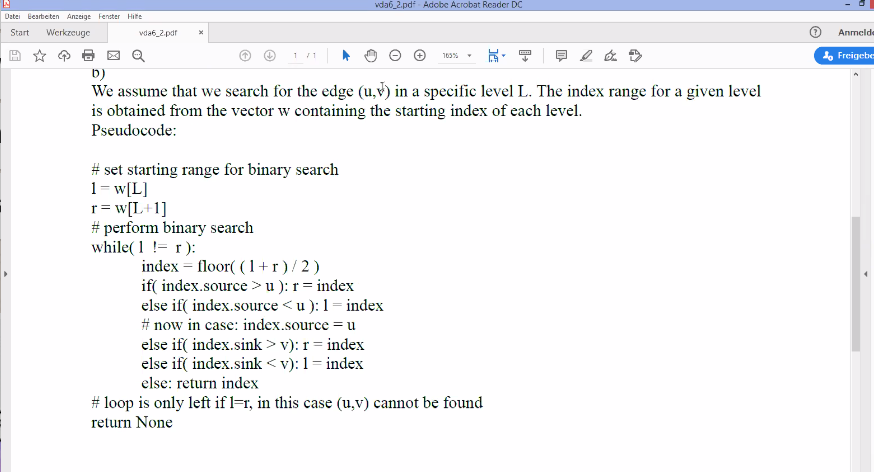 vda6_2.pdf - Adobe Acrobat Reader DC
Datei Bearbeiten Anzeige Fenster Hilfe
Start Werkzeuge vda6_2.pdf × ? Anmelde
1 / 1 165% Freigebe
b)
We assume that we search for the edge (u,v) in a specific level L. The index range for a given level
is obtained from the vector w containing the starting index of each level.
Pseudocode:
# set starting range for binary search
l = w[L]
r = w[L+1]
# perform binary search
while( l != r ):
index = floor( ( l + r ) / 2 )
if( index.source > u ): r = index
else if( index.source < u ): l = index
# now in case: index.source = u
else if( index.sink > v): r = index
else if( index.sink < v): l = index
else: return index
# loop is only left if l=r, in this case (u,v) cannot be found
return None